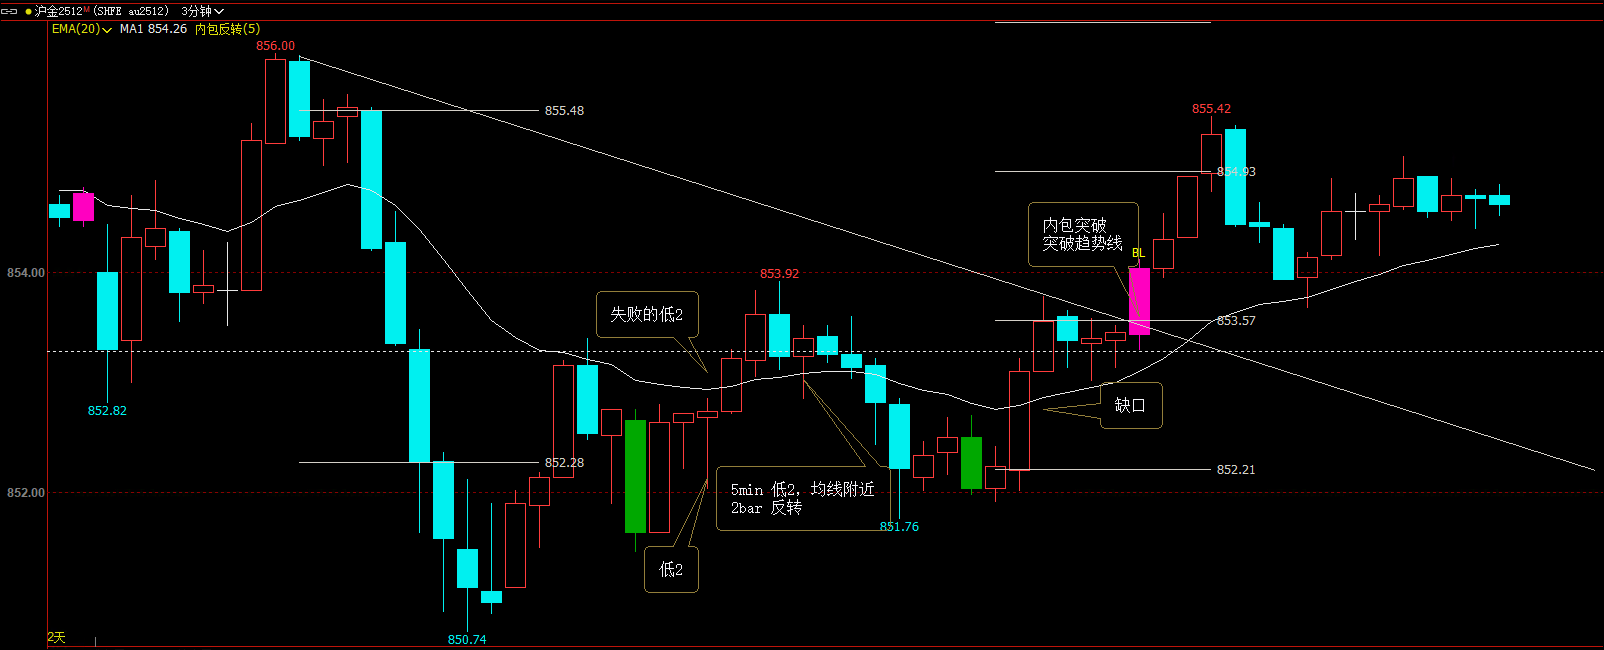 沪金2512M (SHFE au2512) 3分钟
EMA(20) MA1 854.26 内包反转(5)
856.00
855.48
855.42
854.93
内包突破
突破趋势线
BL
854.00
853.92
失败的低2
853.57
852.82
缺口
852.28
852.21
5min 低2, 均线附近
2bar 反转
852.00
851.76
低2
850.74
2天